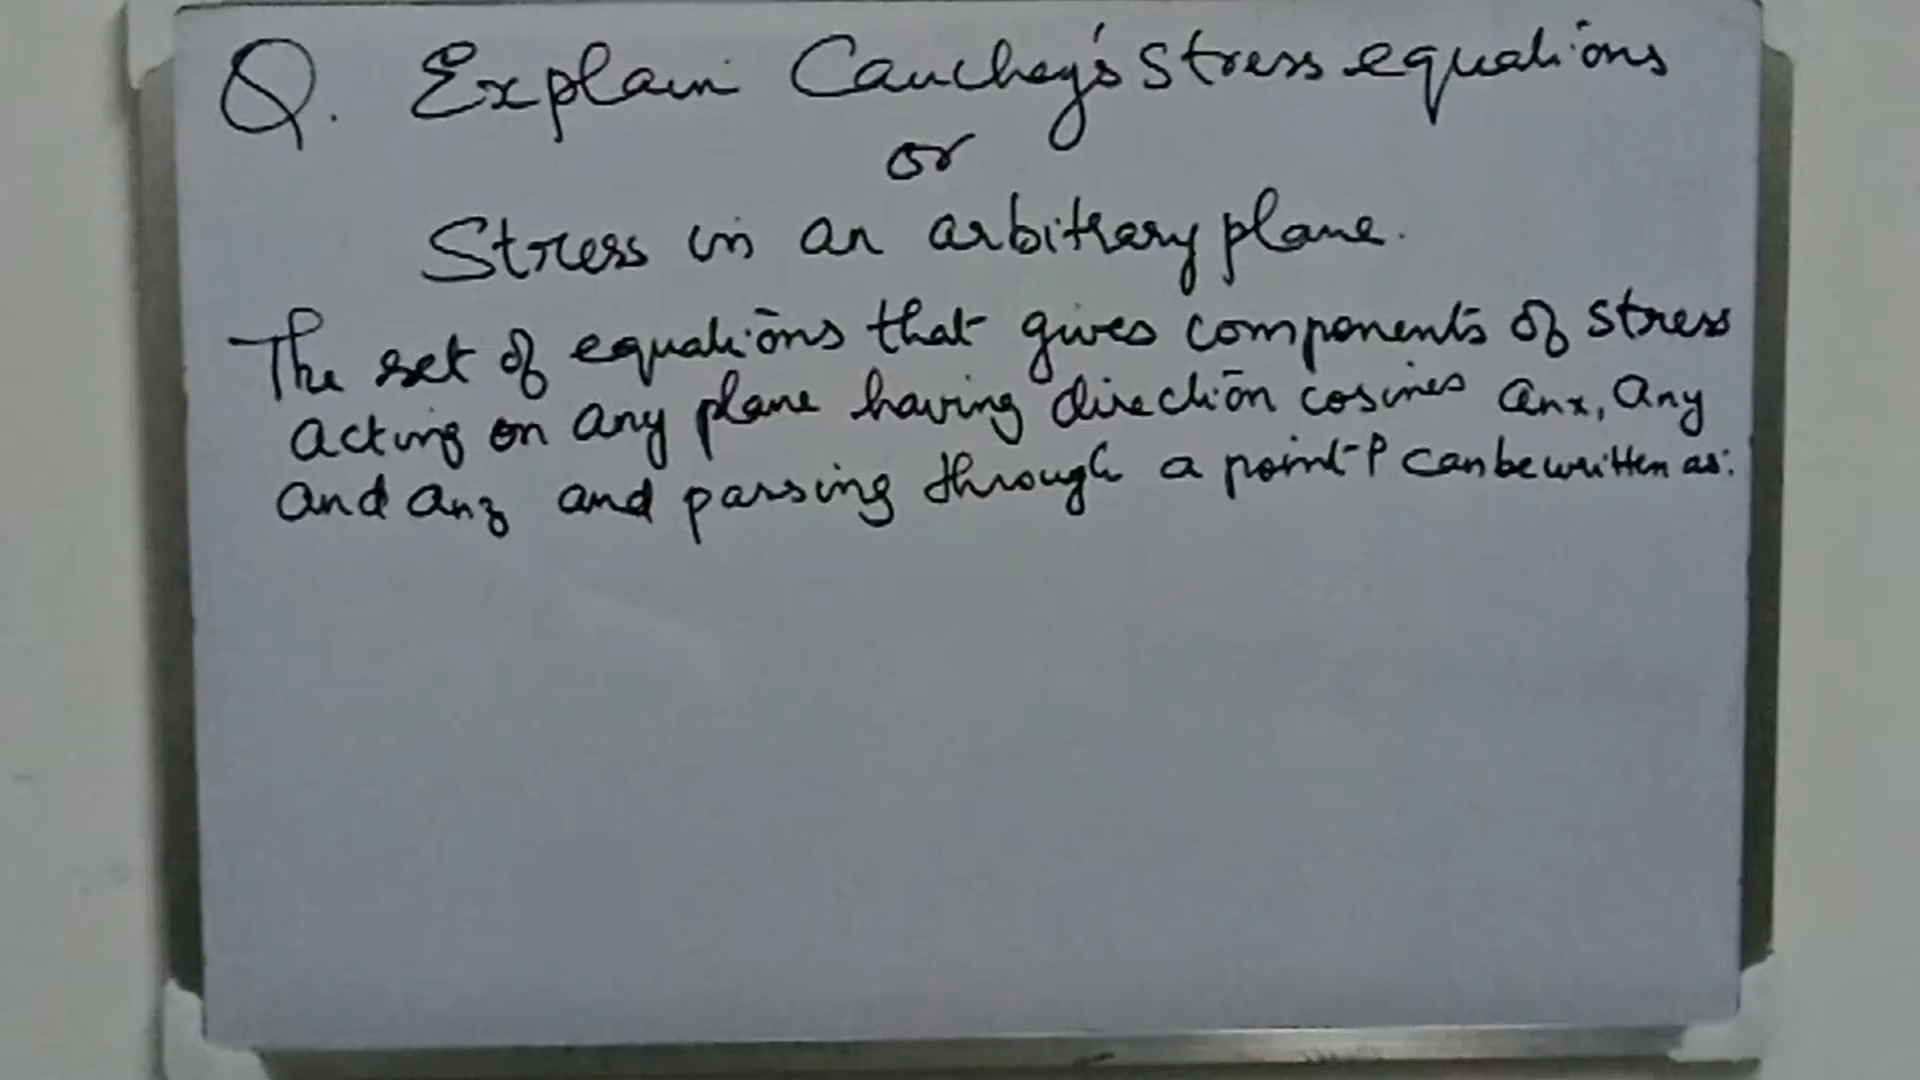 Q. Explain Cauchey's stress equations
or
Stress in an arbitrary plane.
The set of equations that gives components of stress
acting on any plane having direction cosines anx, any
and anz and passing through a point P can be written as: